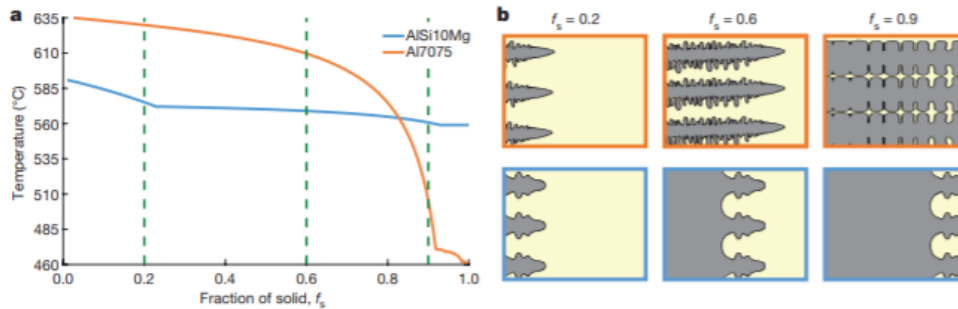 a
635
610
585
560
535
510
485
460
Temperature (°C)
AlSi10Mg
Al7075
0.0 0.2 0.4 0.6 0.8 1.0
Fraction of solid, fs
b
fs = 0.2 fs = 0.6 fs = 0.9